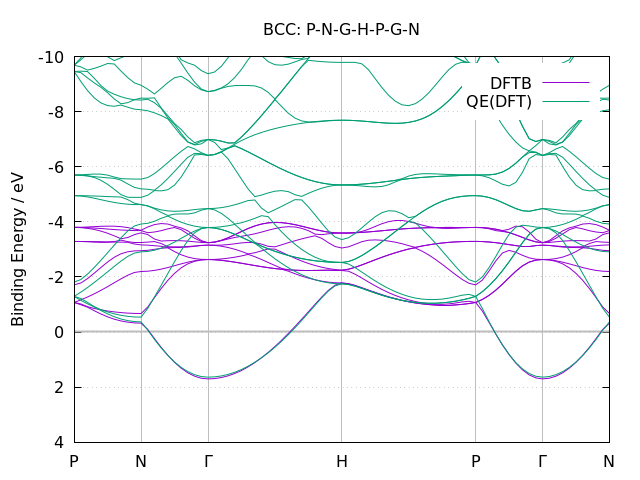 BCC: P-N-G-H-P-G-N
-10
-8
-6
-4
-2
0
2
4
Binding Energy / eV
DFTB
QE(DFT)
P N Γ H P Γ N